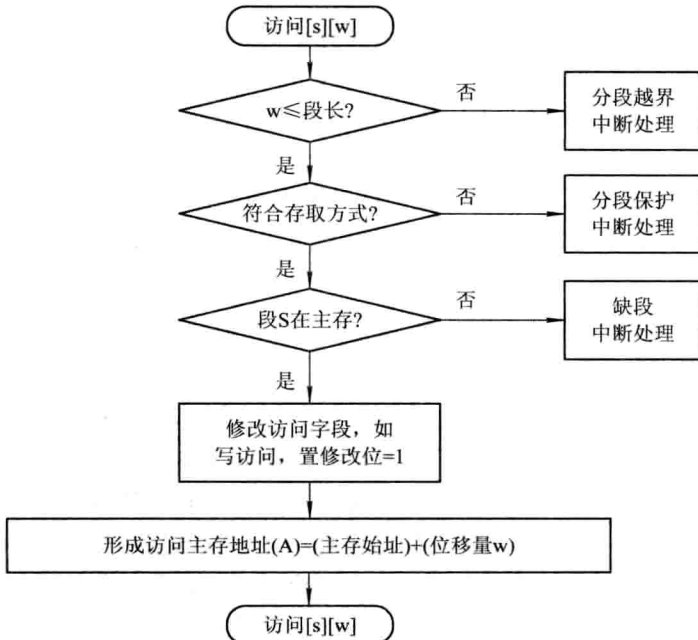 访问[s][w]
w≤段长?
否
分段越界
中断处理
是
符合存取方式?
否
分段保护
中断处理
是
段S在主存?
否
缺段
中断处理
是
修改访问字段，如
写访问，置修改位=1
形成访问主存地址(A)=(主存始址)+(位移量w)
访问[s][w]